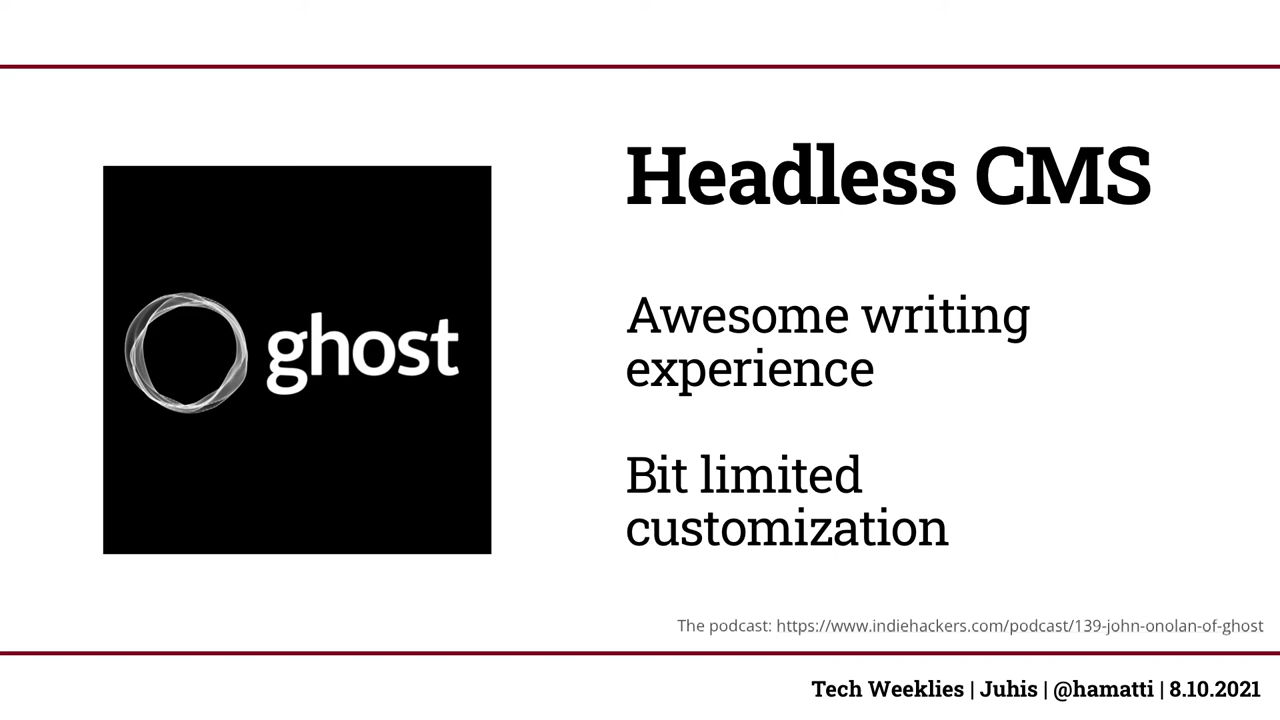 ghost
Headless CMS
Awesome writing
experience
Bit limited
customization
The podcast: https://www.indiehackers.com/podcast/139-john-onolan-of-ghost
Tech Weeklies | Juhis | @hamatti | 8.10.2021